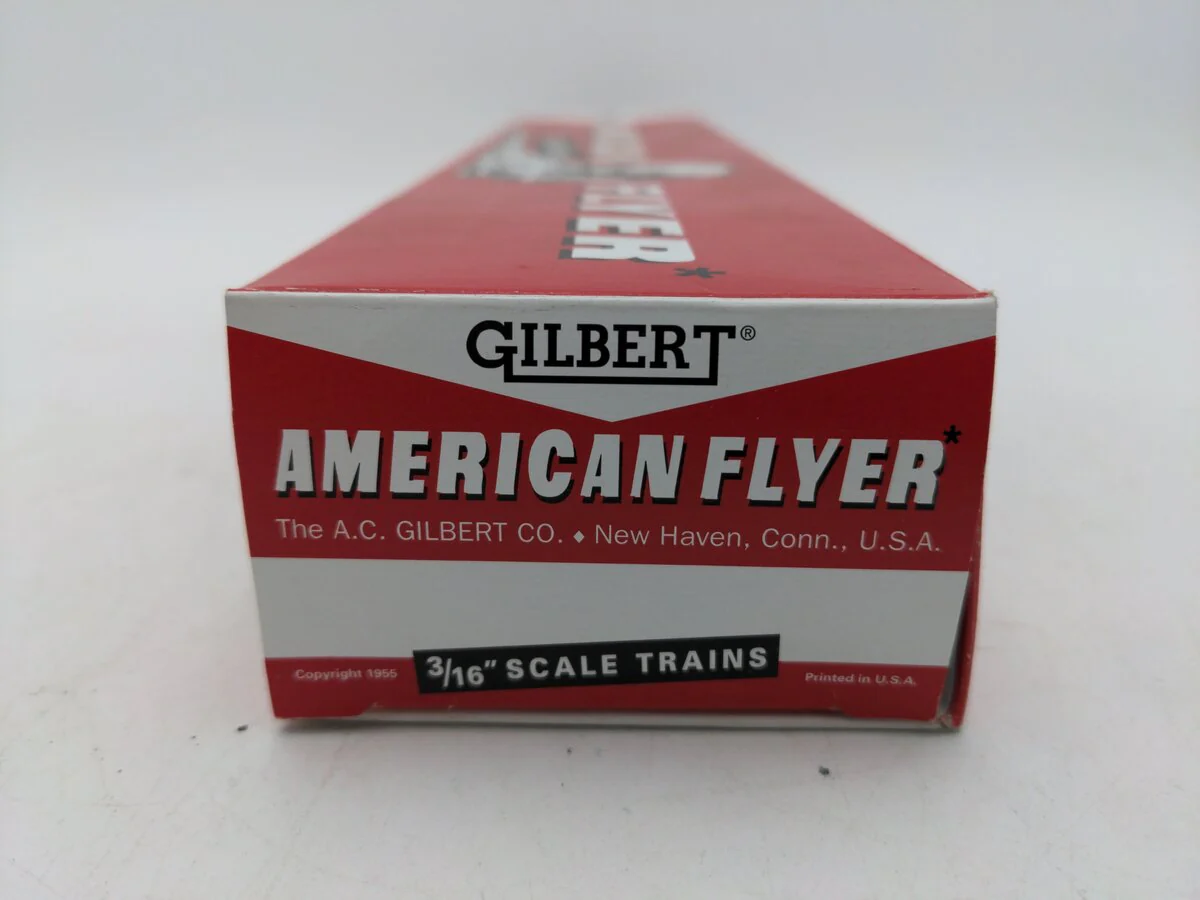 FLYER*
GILBERT®
AMERICAN FLYER*
The A.C. GILBERT CO. ◆ New Haven, Conn., U.S.A.
3/16" SCALE TRAINS
Copyright 1955
Printed in U.S.A.